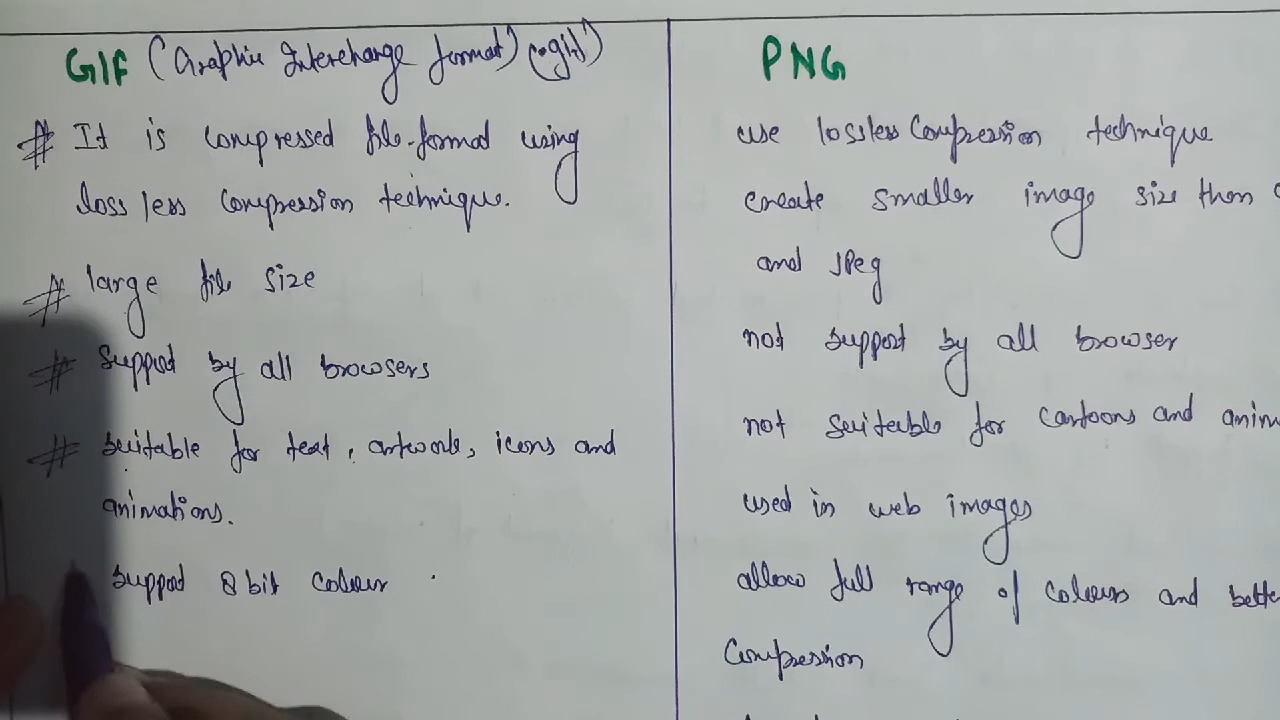 GIF (Graphic Interchange format) (.gif)
# It is compressed file-format using
loss less compression technique.
# large file size
# Support by all browsers
# suitable for text, artwork, icons and
animations.
support 8 bit colour
PNG
use lossless Compression technique
create smaller image size than
and JPeg
not support by all browser
not suitable for cartoons and anim
used in web images
allow full range of colours and bette
Compression